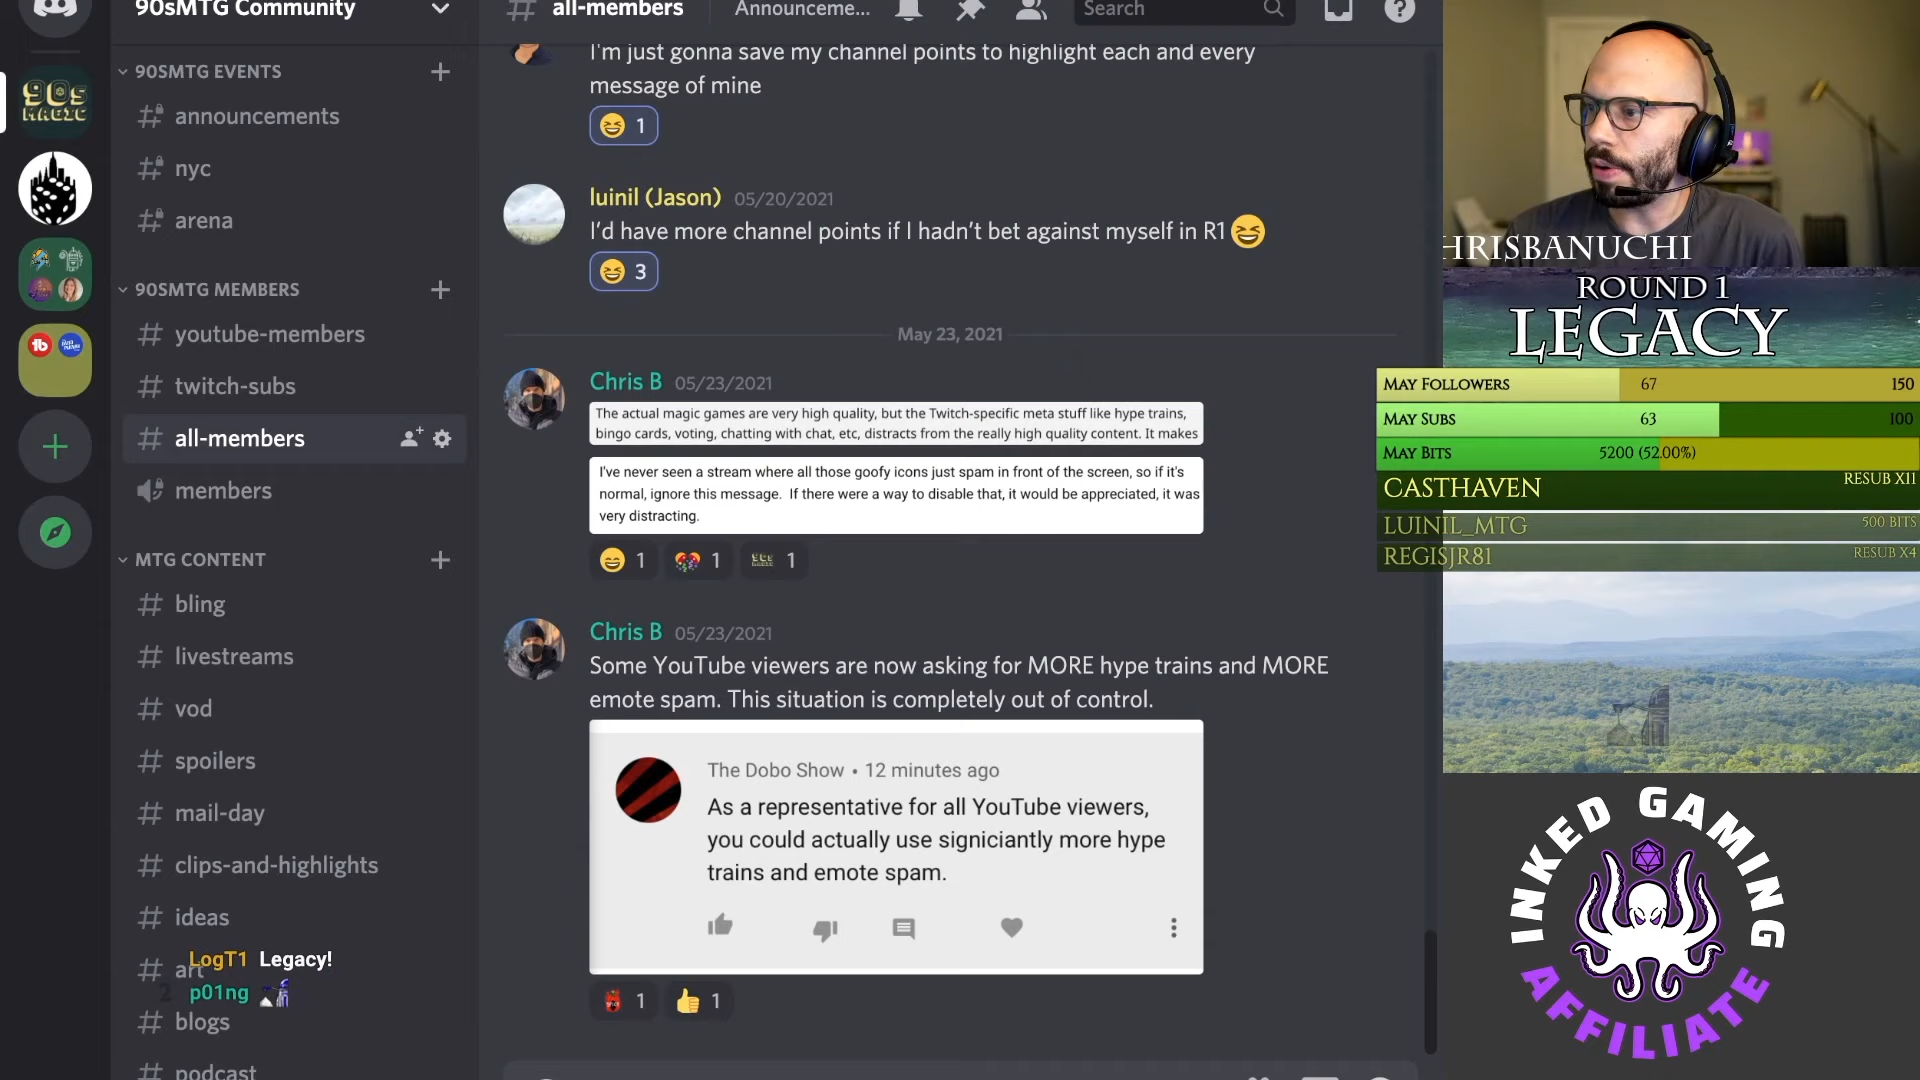 90sMTG Community
90SMTG EVENTS
announcements
nyc
arena
90SMTG MEMBERS
youtube-members
twitch-subs
all-members
members
MTG CONTENT
bling
livestreams
vod
spoilers
mail-day
clips-and-highlights
ideas
art
LogT1 Legacy!
p01ng
blogs
podcast
90s
MAGIC
all-members
Announceme...
Search
I'm just gonna save my channel points to highlight each and every
message of mine
1
luinil (Jason) 05/20/2021
I'd have more channel points if I hadn't bet against myself in R1
3
May 23, 2021
Chris B 05/23/2021
The actual magic games are very high quality, but the Twitch-specific meta stuff like hype trains,
bingo cards, voting, chatting with chat, etc, distracts from the really high quality content. It makes
I've never seen a stream where all those goofy icons just spam in front of the screen, so if it's
normal, ignore this message. If there were a way to disable that, it would be appreciated, it was
very distracting.
1 1 1
Chris B 05/23/2021
Some YouTube viewers are now asking for MORE hype trains and MORE
emote spam. This situation is completely out of control.
The Dobo Show • 12 minutes ago
As a representative for all YouTube viewers,
you could actually use signiciantly more hype
trains and emote spam.
1 1
HRISBANUCHI
ROUND 1
LEGACY
MAY FOLLOWERS 67 150
MAY SUBS 63 100
MAY BITS 5200 (52.00%)
CASTHAVEN RESUB X11
LUINIL_MTG 500 BITS
REGISJR81 RESUB X4
INKED GAMING
AFFILIATE